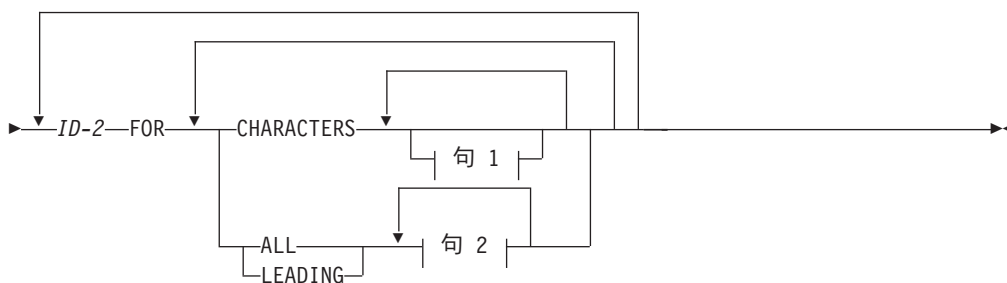 ID-2 FOR CHARACTERS
句 1
ALL 句 2
LEADING